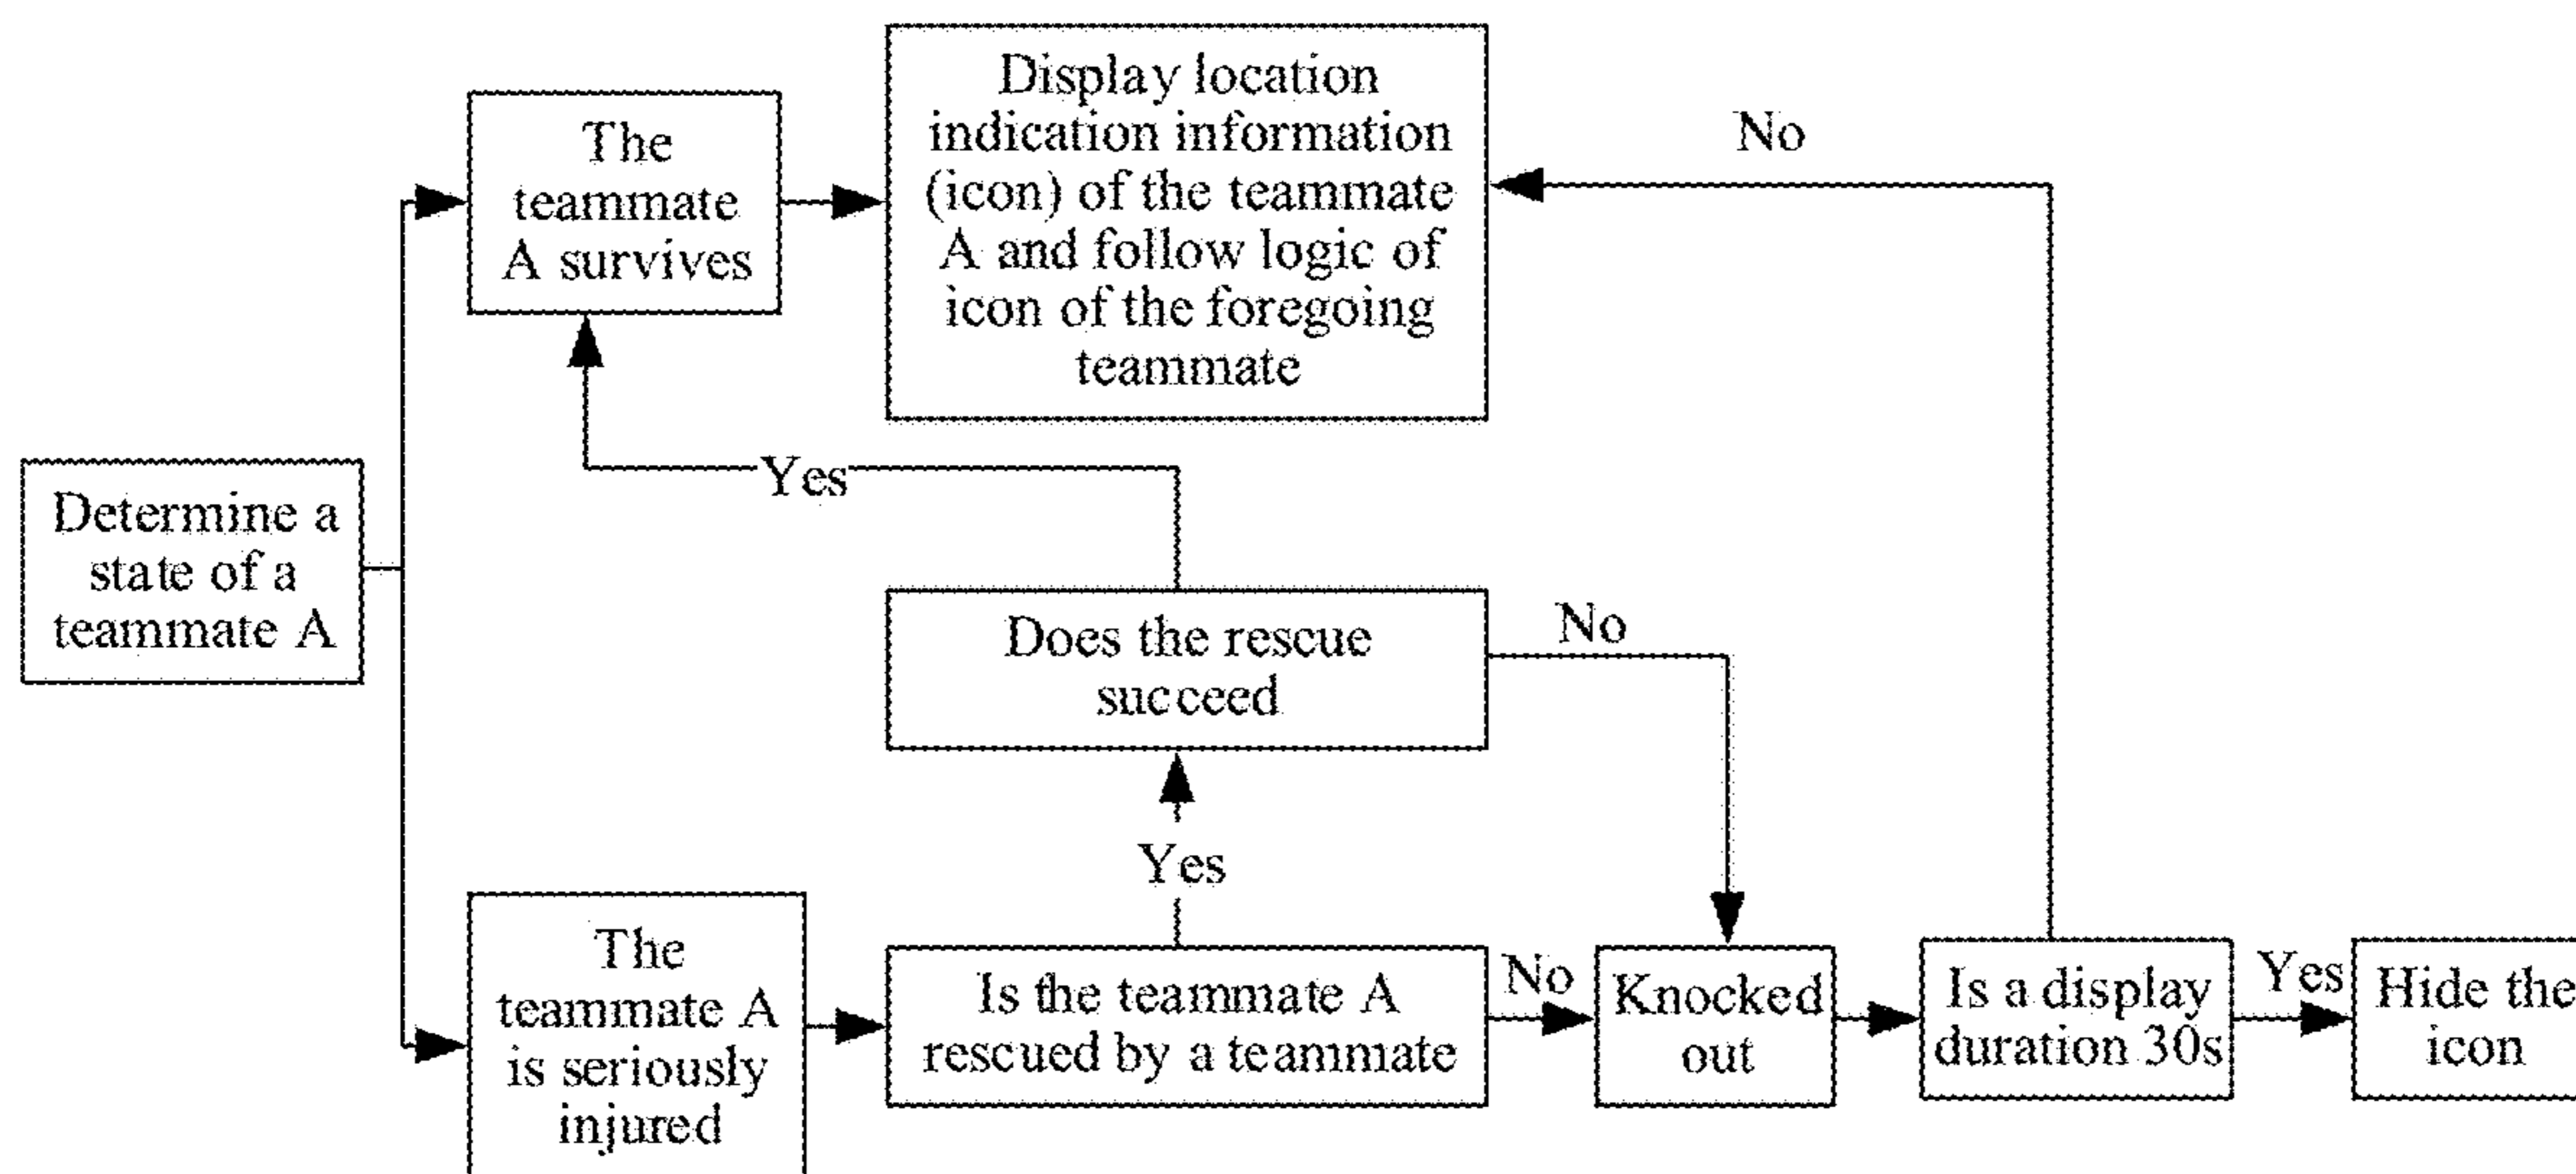 Determine a
state of a
teammate A
The
teammate
A survives
Display location
indication information
(icon) of the teammate
A and follow logic of
icon of the foregoing
teammate
No
Yes
Does the rescue
succeed
No
Yes
The
teammate A
is seriously
injured
Is the teammate A
rescued by a teammate
No
Knocked
out
Is a display
duration 30s
Yes
Hide the
icon